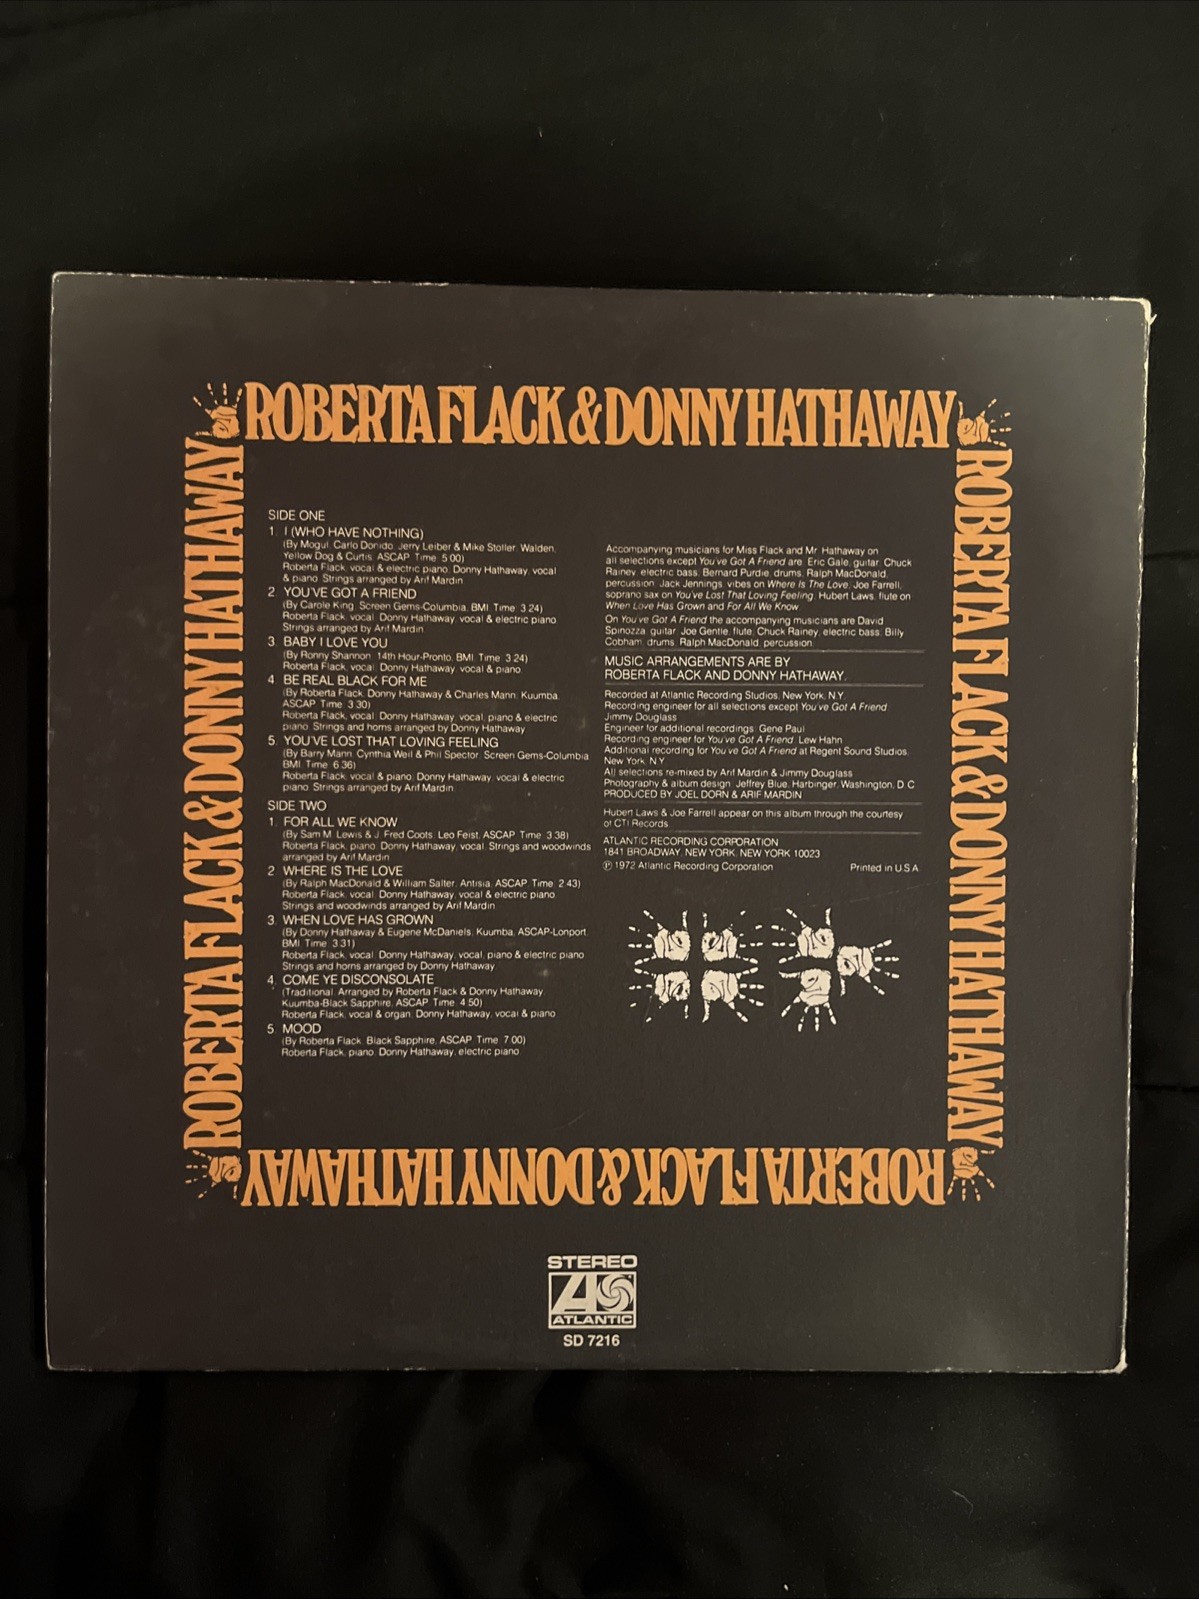 ROBERTA FLACK & DONNY HATHAWAY
ROBERTA FLACK & DONNY HATHAWAY
ROBERTA FLACK & DONNY HATHAWAY
ROBERTA FLACK & DONNY HATHAWAY
SIDE ONE
1. I (WHO HAVE NOTHING)
(By Mogul, Carlo Donido, Jerry Leiber & Mike Stoller, Walden,
Yellow Dog & Curtis, ASCAP. Time: 5:00)
Roberta Flack, vocal & electric piano, Donny Hathaway, vocal
& piano. Strings arranged by Arif Mardin
2. YOU'VE GOT A FRIEND
(By Carole King, Screen Gems-Columbia, BMI. Time: 3:24)
Roberta Flack, vocal, Donny Hathaway, vocal & electric piano.
Strings arranged by Arif Mardin
3. BABY I LOVE YOU
(By Ronny Shannon, 14th Hour-Pronto, BMI. Time: 3:24)
Roberta Flack, vocal, Donny Hathaway, vocal & piano
4. BE REAL BLACK FOR ME
(By Roberta Flack, Donny Hathaway & Charles Mann, Kuumba,
ASCAP. Time: 3:30)
Roberta Flack, vocal, Donny Hathaway, vocal, piano & electric
piano. Strings and horns arranged by Donny Hathaway
5. YOU'VE LOST THAT LOVING FEELING
(By Barry Mann, Cynthia Weil & Phil Spector, Screen Gems-Columbia,
BMI. Time: 6:36)
Roberta Flack, vocal & piano, Donny Hathaway, vocal & electric
piano. Strings arranged by Arif Mardin
SIDE TWO
1. FOR ALL WE KNOW
(By Sam M. Lewis & J. Fred Coots, Leo Feist, ASCAP. Time: 3:38)
Roberta Flack, piano, Donny Hathaway, vocal. Strings and woodwinds
arranged by Arif Mardin
2. WHERE IS THE LOVE
(By Ralph MacDonald & William Salter, Antisia, ASCAP. Time: 2:43)
Roberta Flack, vocal, Donny Hathaway, vocal & electric piano.
Strings and woodwinds arranged by Arif Mardin
3. WHEN LOVE HAS GROWN
(By Donny Hathaway & Eugene McDaniels, Kuumba, ASCAP-Lonport,
BMI. Time: 3:31)
Roberta Flack, vocal, Donny Hathaway, vocal, piano & electric piano.
Strings and horns arranged by Donny Hathaway
4. COME YE DISCONSOLATE
(Traditional. Arranged by Roberta Flack & Donny Hathaway,
Kuumba-Black Sapphire, ASCAP. Time: 4:50)
Roberta Flack, vocal & organ, Donny Hathaway, vocal & piano
5. MOOD
(By Roberta Flack, Black Sapphire, ASCAP. Time: 7:00)
Roberta Flack, piano, Donny Hathaway, electric piano
Accompanying musicians for Miss Flack and Mr. Hathaway on
all selections except You've Got A Friend are: Eric Gale, guitar, Chuck
Rainey, electric bass, Bernard Purdie, drums, Ralph MacDonald,
percussion, Jack Jennings, vibes on Where Is The Love, Joe Farrell,
soprano sax on You've Lost That Loving Feeling, Hubert Laws, flute on
When Love Has Grown and For All We Know
On You've Got A Friend the accompanying musicians are David
Spinozza, guitar, Joe Gentle, flute, Chuck Rainey, electric bass, Billy
Cobham, drums, Ralph MacDonald, percussion
MUSIC ARRANGEMENTS ARE BY
ROBERTA FLACK AND DONNY HATHAWAY.
Recorded at Atlantic Recording Studios, New York, N.Y.
Recording engineer for all selections except You've Got A Friend:
Jimmy Douglass
Engineer for additional recordings: Gene Paul
Recording engineer for You've Got A Friend: Lew Hahn
Additional recording for You've Got A Friend at Regent Sound Studios,
New York, N.Y.
All selections re-mixed by Arif Mardin & Jimmy Douglass
Photography & album design: Jeffrey Blue, Harbinger, Washington, D.C.
PRODUCED BY JOEL DORN & ARIF MARDIN
Hubert Laws & Joe Farrell appear on this album through the courtesy
of CTI Records
ATLANTIC RECORDING CORPORATION
1841 BROADWAY, NEW YORK, NEW YORK 10023
℗ 1972 Atlantic Recording Corporation Printed in U.S.A.
STEREO
ATLANTIC
SD 7216